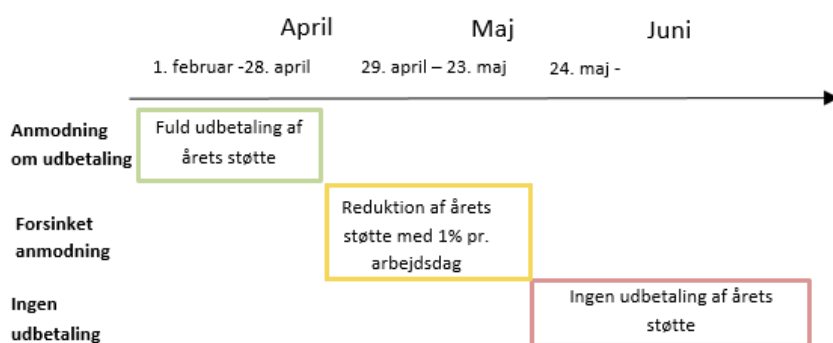 April
Maj
Juni
1. februar -28. april
29. april – 23. maj
24. maj -
Anmodning
om udbetaling
Fuld udbetaling af
årets støtte
Forsinket
anmodning
Reduktion af årets
støtte med 1% pr.
arbejdsdag
Ingen
udbetaling
Ingen udbetaling af årets
støtte